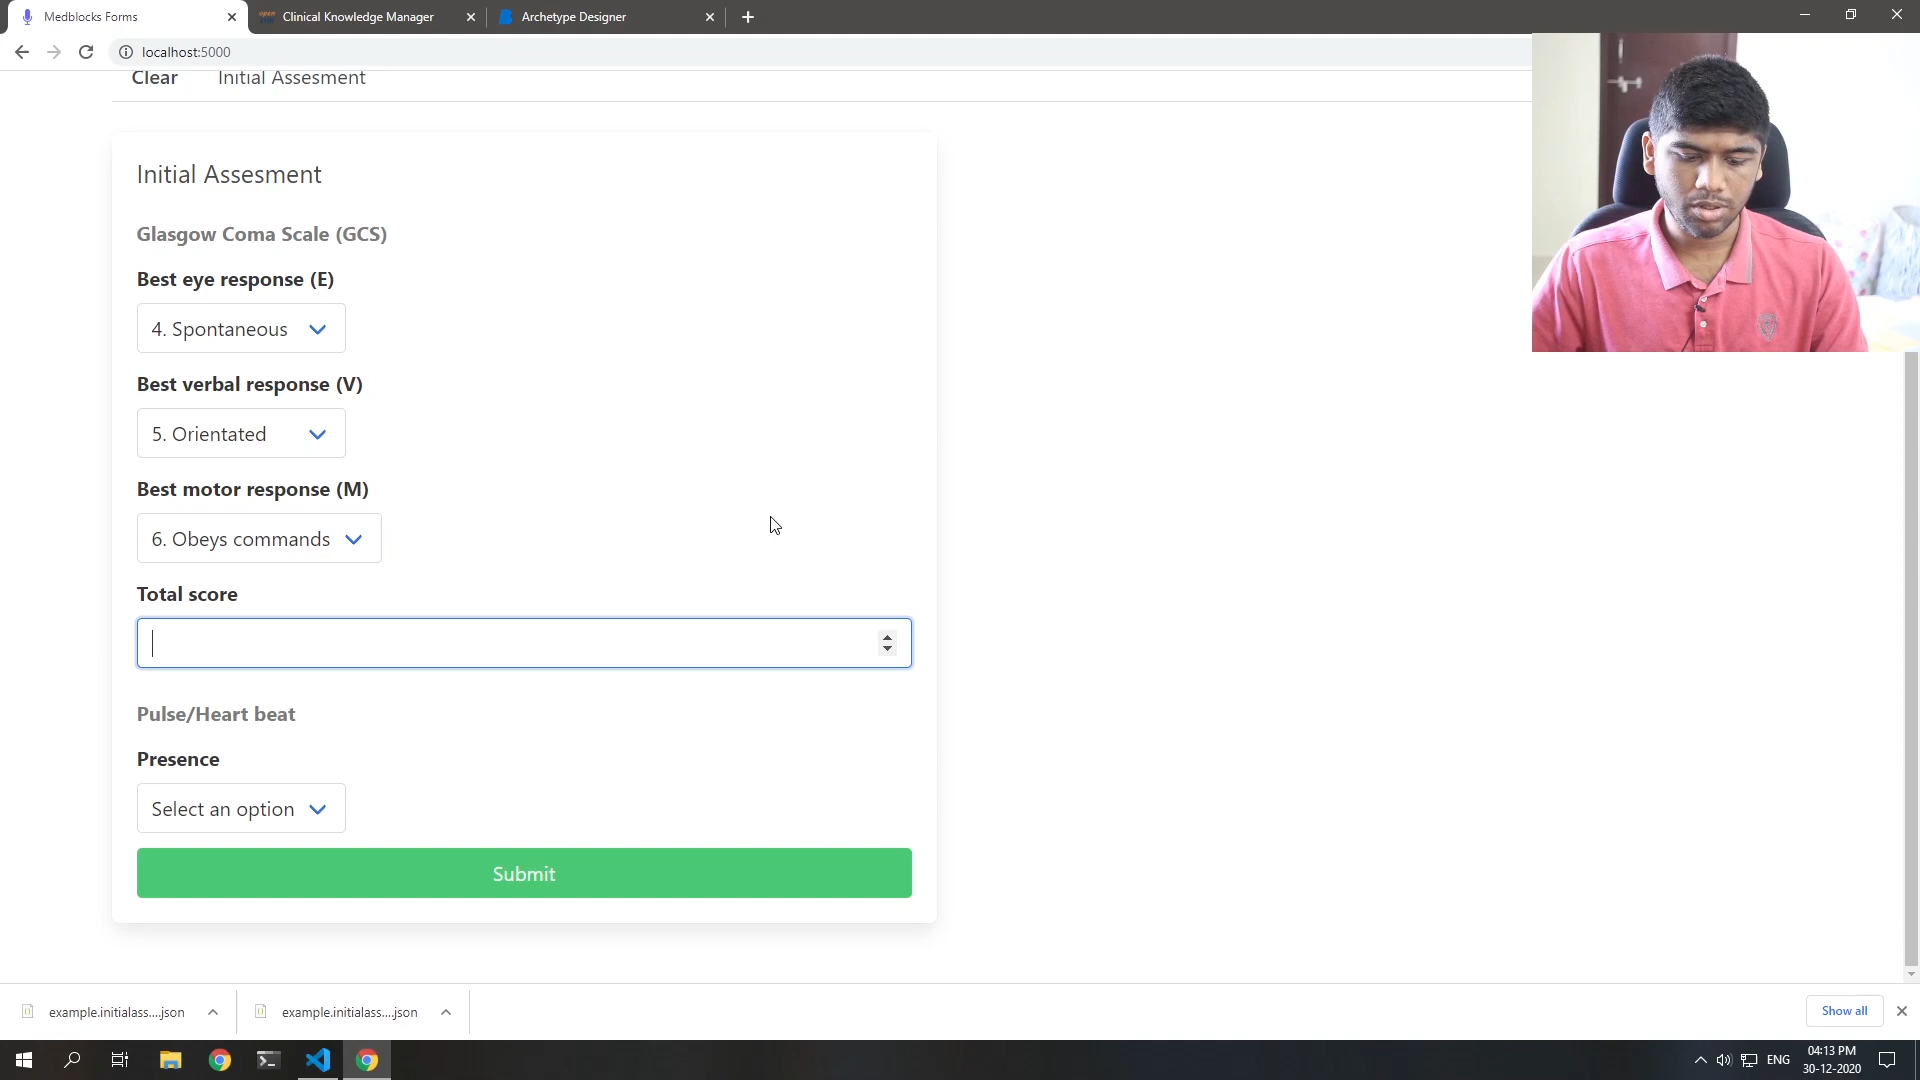 Medblocks Forms
Clinical Knowledge Manager
Archetype Designer
localhost:5000
Clear
Initial Assesment
Initial Assesment
Glasgow Coma Scale (GCS)
Best eye response (E)
4. Spontaneous
Best verbal response (V)
5. Orientated
Best motor response (M)
6. Obeys commands
Total score
Pulse/Heart beat
Presence
Select an option
Submit
example.initialass....json
example.initialass....json
Show all
ENG
04:13 PM
30-12-2020